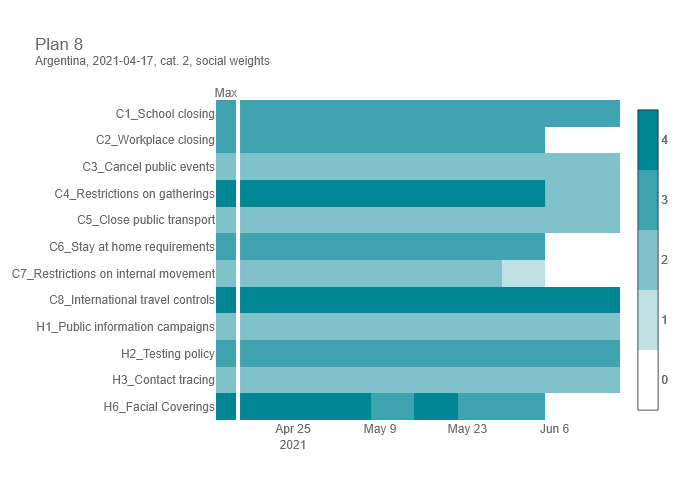 Plan 8
Argentina, 2021-04-17, cat. 2, social weights
Max
C1_School closing
C2_Workplace closing
C3_Cancel public events
C4_Restrictions on gatherings
C5_Close public transport
C6_Stay at home requirements
C7_Restrictions on internal movement
C8_International travel controls
H1_Public information campaigns
H2_Testing policy
H3_Contact tracing
H6_Facial Coverings
Apr 25 May 9 May 23 Jun 6
2021
4
3
2
1
0